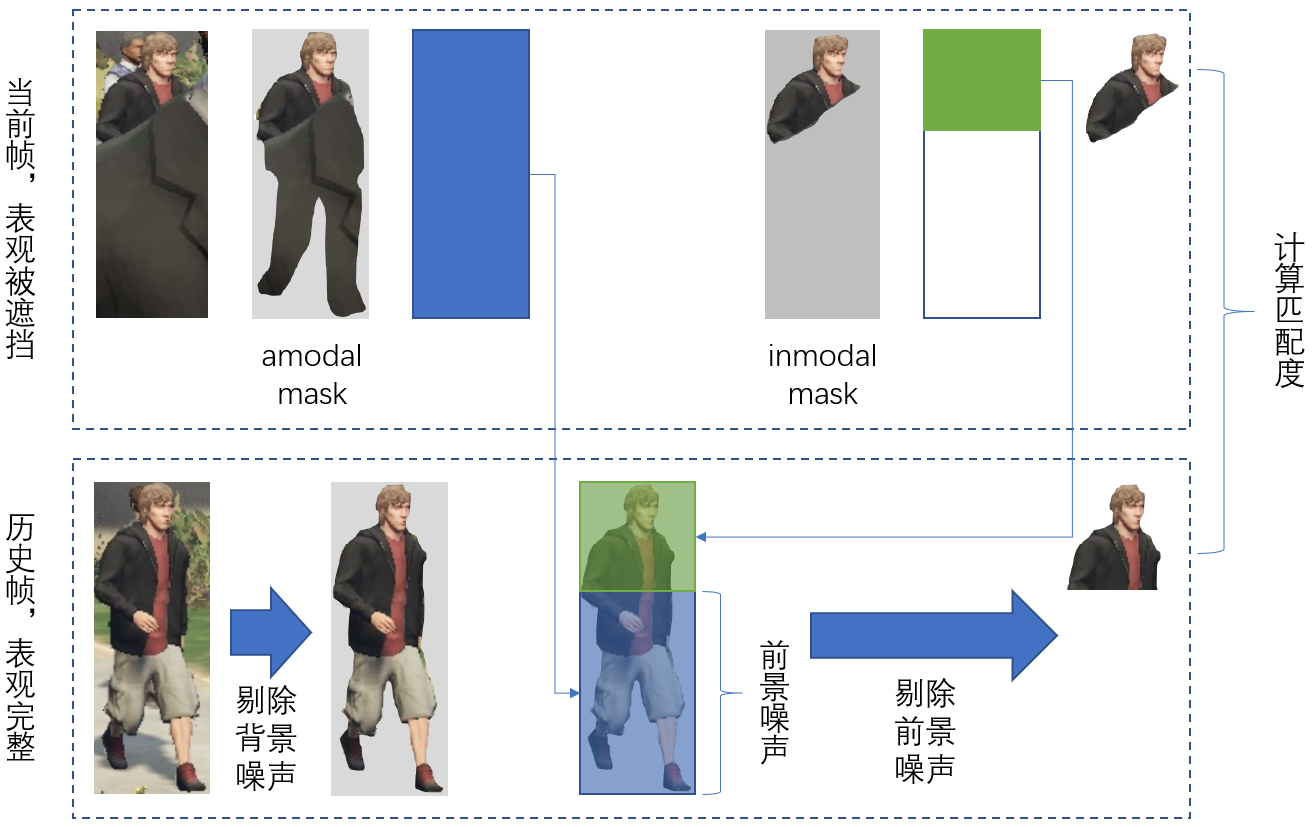 当前帧，表观被遮挡
amodal
mask
inmodal
mask
计算匹配度
历史帧，表观完整
剔除
背景
噪声
前景噪声
剔除
前景
噪声